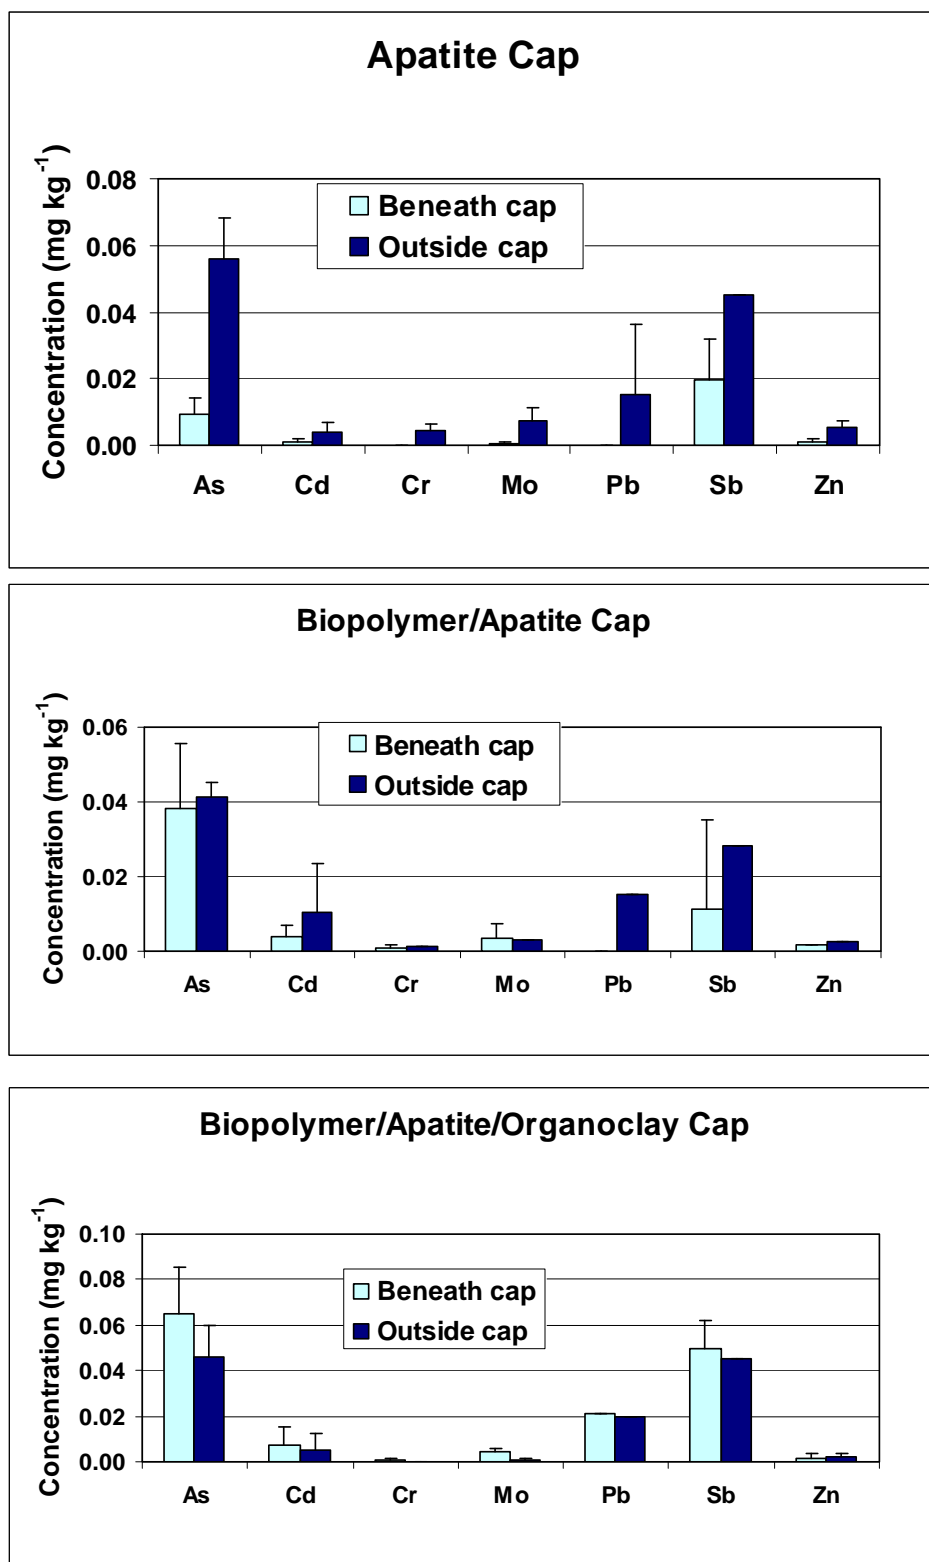 Apatite Cap
Concentration (mg kg⁻¹)
0.08
0.06
0.04
0.02
0.00
Beneath cap
Outside cap
As Cd Cr Mo Pb Sb Zn
Biopolymer/Apatite Cap
Concentration (mg kg⁻¹)
0.06
0.04
0.02
0.00
Beneath cap
Outside cap
As Cd Cr Mo Pb Sb Zn
Biopolymer/Apatite/Organoclay Cap
Concentration (mg kg⁻¹)
0.10
0.08
0.06
0.04
0.02
0.00
Beneath cap
Outside cap
As Cd Cr Mo Pb Sb Zn